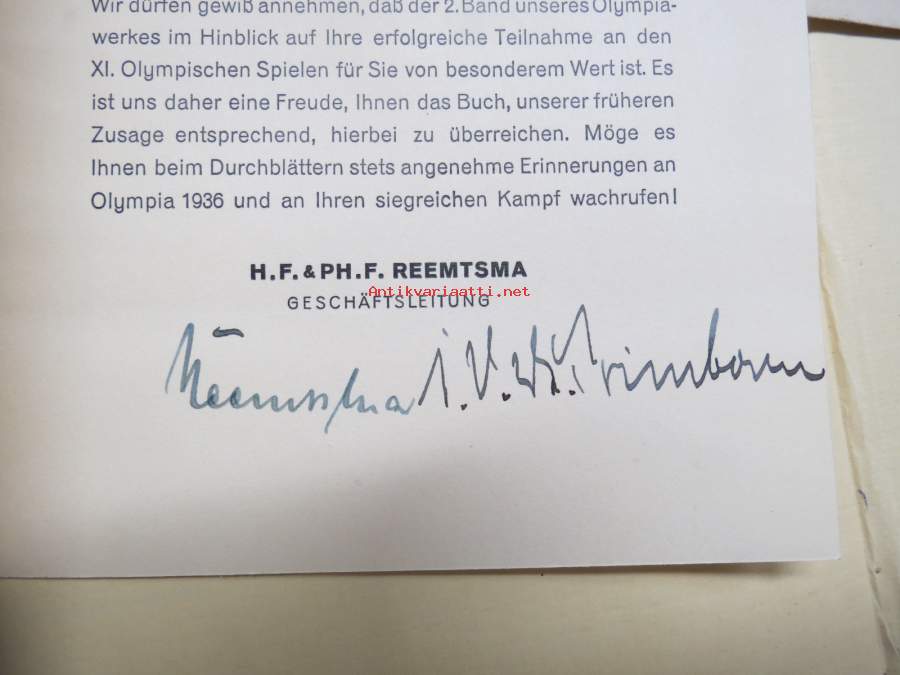 Wir dürfen gewiß annehmen, daß der 2. Band unseres Olympia-
werkes im Hinblick auf Ihre erfolgreiche Teilnahme an den
XI. Olympischen Spielen für Sie von besonderem Wert ist. Es
ist uns daher eine Freude, Ihnen das Buch, unserer früheren
Zusage entsprechend, hierbei zu überreichen. Möge es
Ihnen beim Durchblättern stets angenehme Erinnerungen an
Olympia 1936 und an Ihren siegreichen Kampf wachrufen!
H.F. & PH.F. REEMTSMA
Antikvariaatti.net
GESCHÄFTSLEITUNG
Reemtsma i.V.